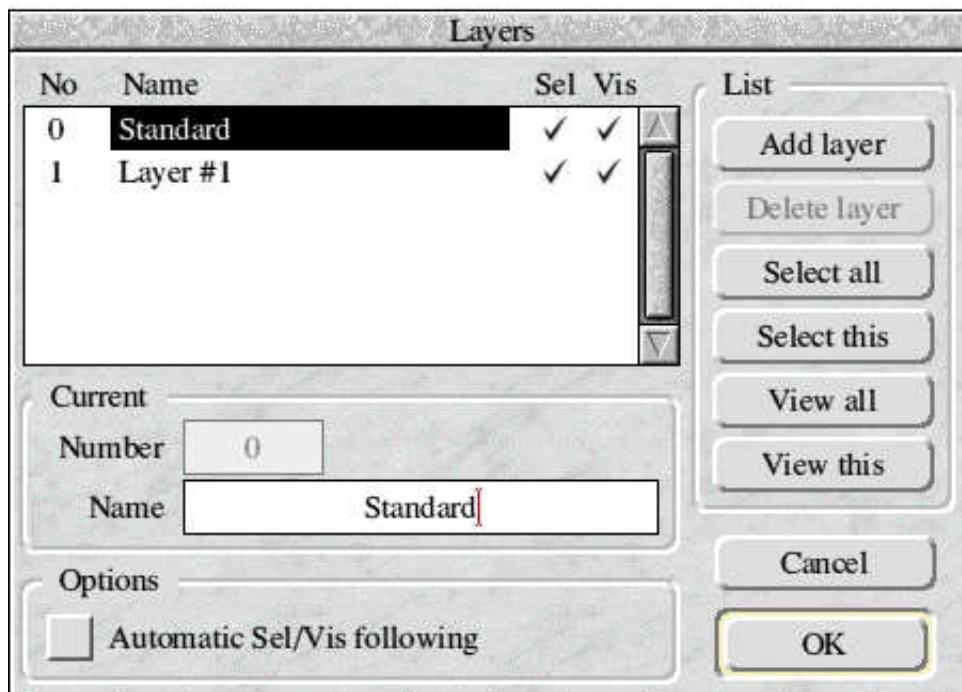 Layers
No Name Sel Vis
0 Standard ✓ ✓
1 Layer #1 ✓ ✓
List
Add layer
Delete layer
Select all
Select this
View all
View this
Current
Number 0
Name Standard
Options
Automatic Sel/Vis following
Cancel
OK